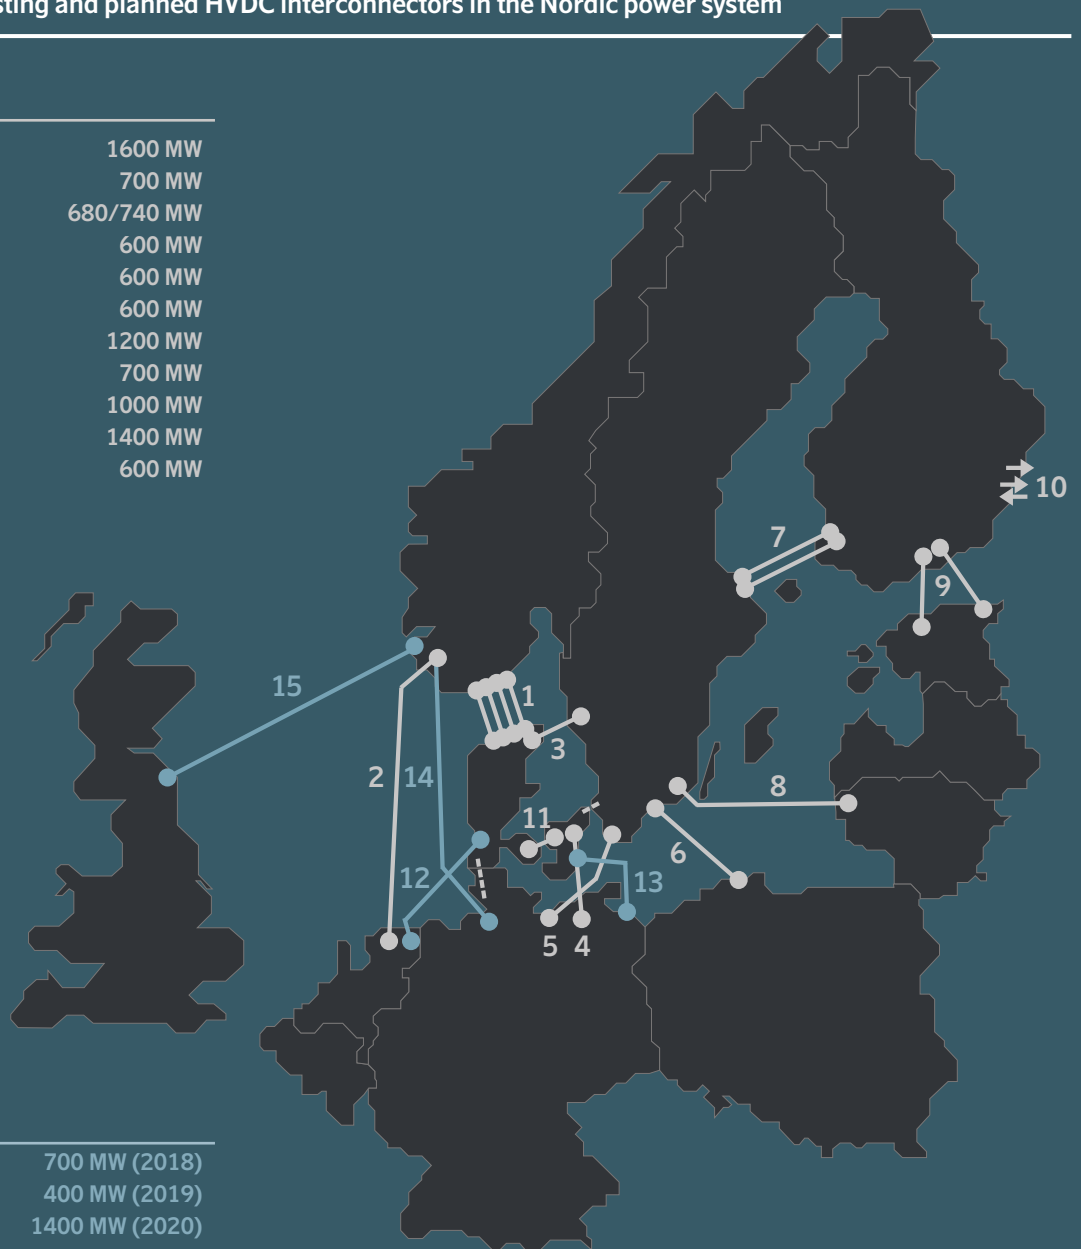 sting and planned HVDC interconnectors in the Nordic power system
1600 MW
700 MW
680/740 MW
600 MW
600 MW
600 MW
1200 MW
700 MW
1000 MW
1400 MW
600 MW
10
7
9
15
1
3
2
14
8
11
6
12
13
5
4
700 MW (2018)
400 MW (2019)
1400 MW (2020)